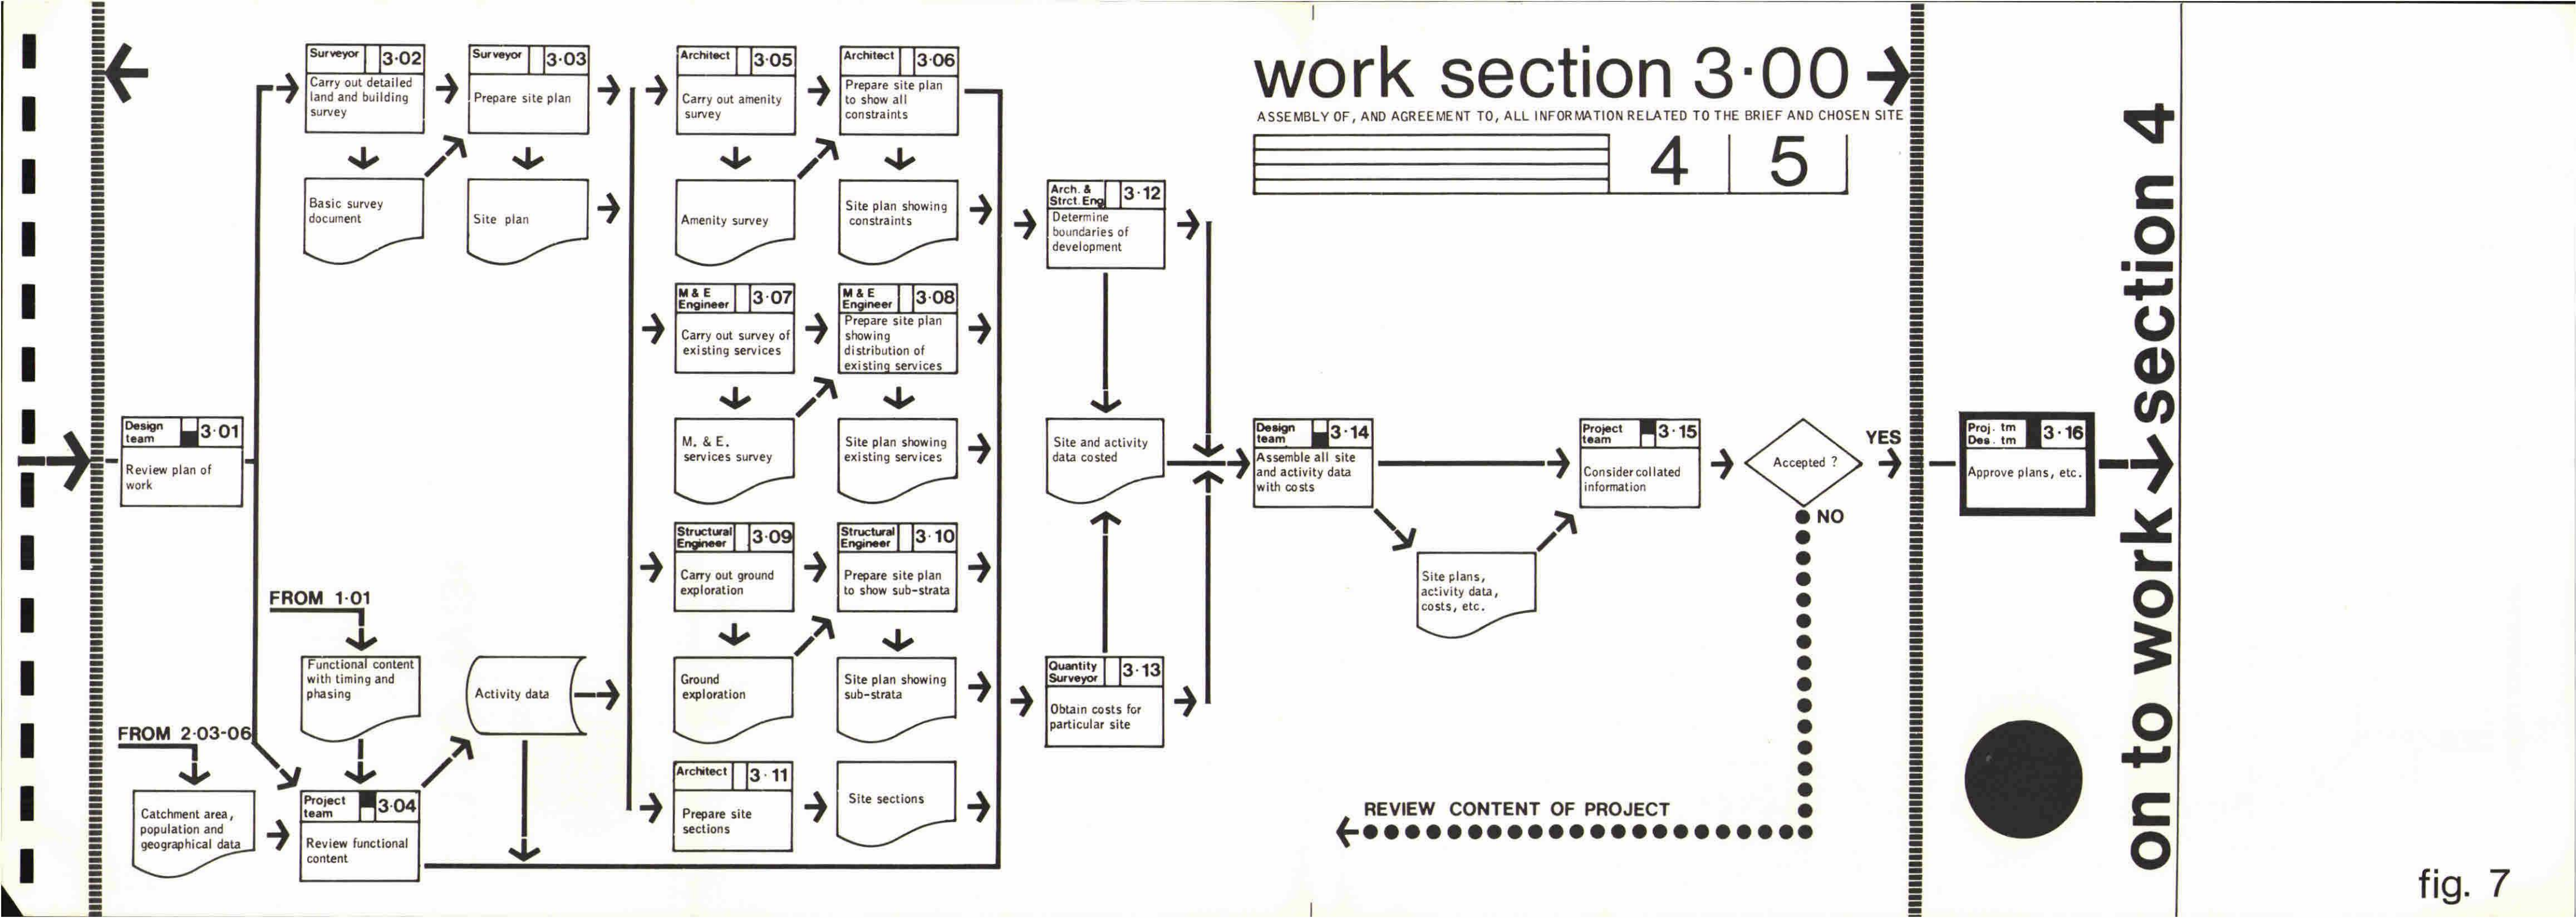 work section 3·00
ASSEMBLY OF, AND AGREEMENT TO, ALL INFORMATION RELATED TO THE BRIEF AND CHOSEN SITE
4
5
Design
team
3·01
Review plan of
work
Surveyor
3·02
Carry out detailed
land and building
survey
Basic survey
document
Surveyor
3·03
Prepare site plan
Site plan
FROM 1·01
Functional content
with timing and
phasing
FROM 2·03-06
Catchment area,
population and
geographical data
Project
team
3·04
Review functional
content
Activity data
Architect
3·05
Carry out amenity
survey
Amenity survey
Architect
3·06
Prepare site plan
to show all
constraints
Site plan showing
constraints
M & E
Engineer
3·07
Carry out survey of
existing services
M. & E.
services survey
M & E
Engineer
3·08
Prepare site plan
showing
distribution of
existing services
Site plan showing
existing services
Structural
Engineer
3·09
Carry out ground
exploration
Ground
exploration
Structural
Engineer
3·10
Prepare site plan
to show sub-strata
Site plan showing
sub-strata
Architect
3·11
Prepare site
sections
Site sections
Arch. &
Strct. Eng
3·12
Determine
boundaries of
development
Site and activity
data costed
Quantity
Surveyor
3·13
Obtain costs for
particular site
Design
team
3·14
Assemble all site
and activity data
with costs
Site plans,
activity data,
costs, etc.
Project
team
3·15
Consider collated
information
Accepted ?
YES
NO
REVIEW CONTENT OF PROJECT
Proj. tm
Des. tm
3·16
Approve plans, etc.
on to work section 4
fig. 7